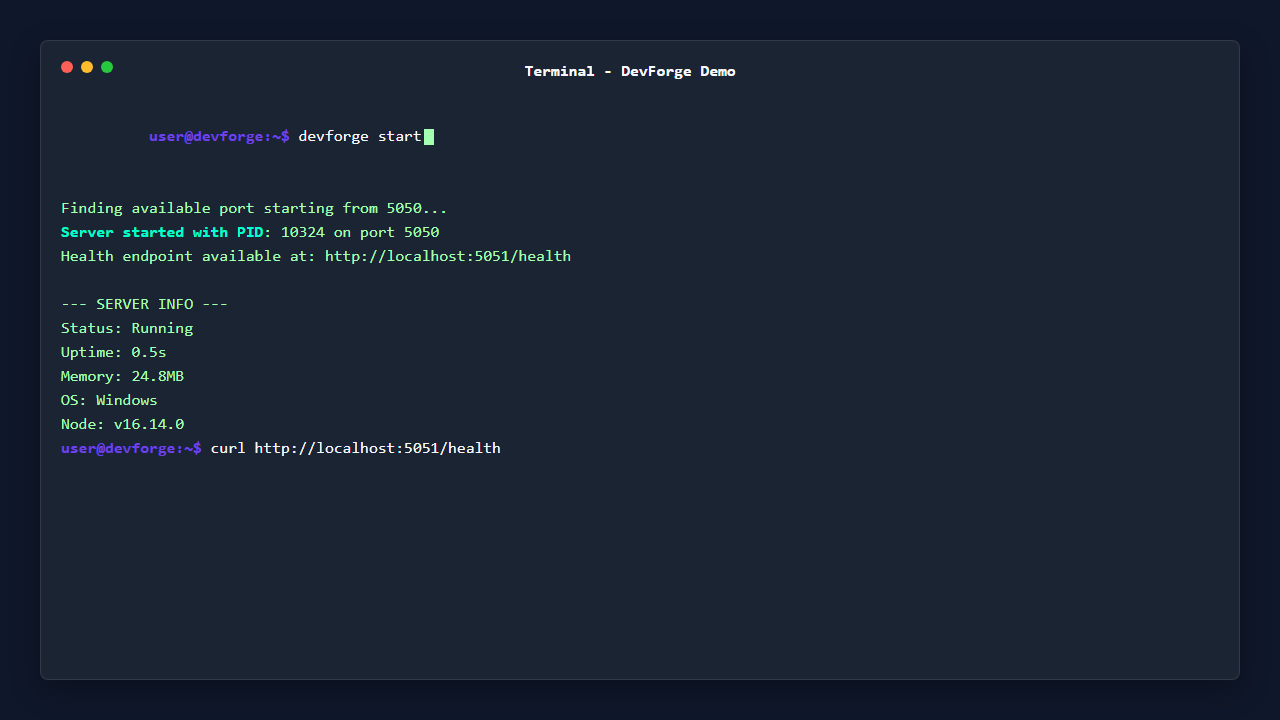 Terminal - DevForge Demo
user@devforge:~$ devforge start
Finding available port starting from 5050...
Server started with PID: 10324 on port 5050
Health endpoint available at: http://localhost:5051/health
--- SERVER INFO ---
Status: Running
Uptime: 0.5s
Memory: 24.8MB
OS: Windows
Node: v16.14.0
user@devforge:~$ curl http://localhost:5051/health